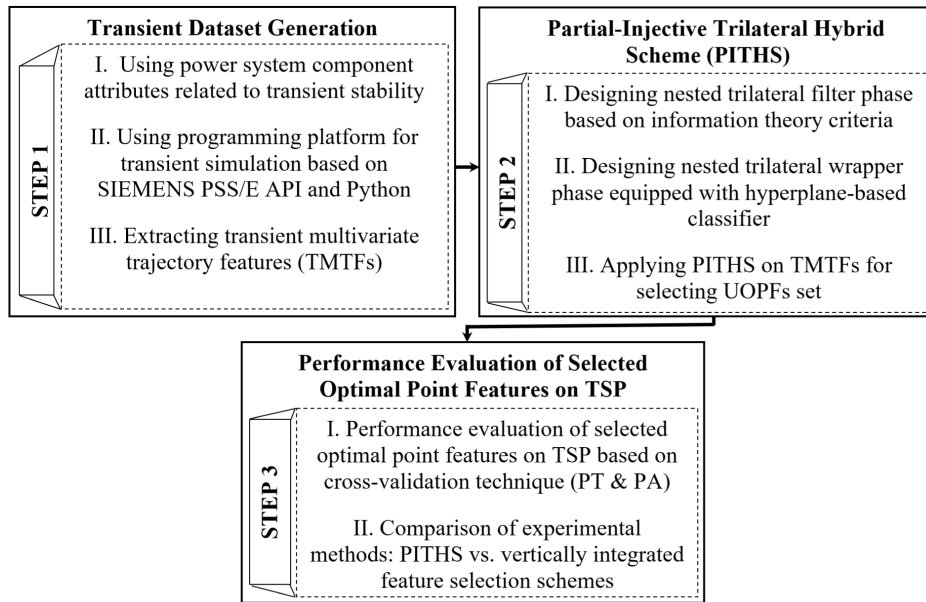 Transient Dataset Generation
STEP 1
I. Using power system component
attributes related to transient stability
II. Using programming platform for
transient simulation based on
SIEMENS PSS/E API and Python
III. Extracting transient multivariate
trajectory features (TMTFs)
Partial-Injective Trilateral Hybrid
Scheme (PITHS)
STEP 2
I. Designing nested trilateral filter phase
based on information theory criteria
II. Designing nested trilateral wrapper
phase equipped with hyperplane-based
classifier
III. Applying PITHS on TMTFs for
selecting UOPFs set
Performance Evaluation of Selected
Optimal Point Features on TSP
STEP 3
I. Performance evaluation of selected
optimal point features on TSP based on
cross-validation technique (PT & PA)
II. Comparison of experimental
methods: PITHS vs. vertically integrated
feature selection schemes